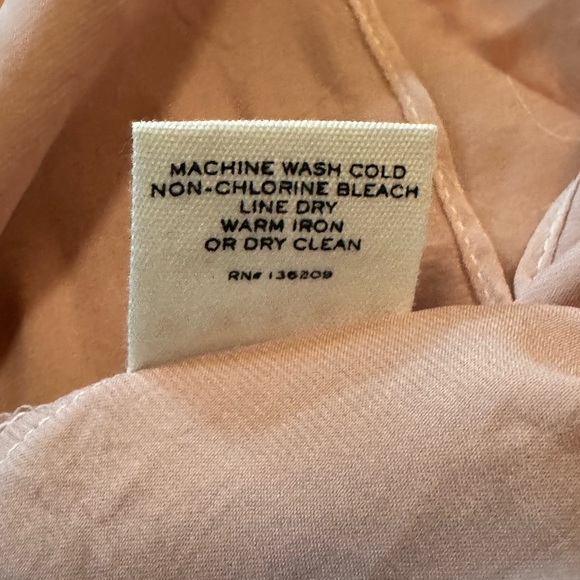 MACHINE WASH COLD
NON-CHLORINE BLEACH
LINE DRY
WARM IRON
OR DRY CLEAN
RN# 136209